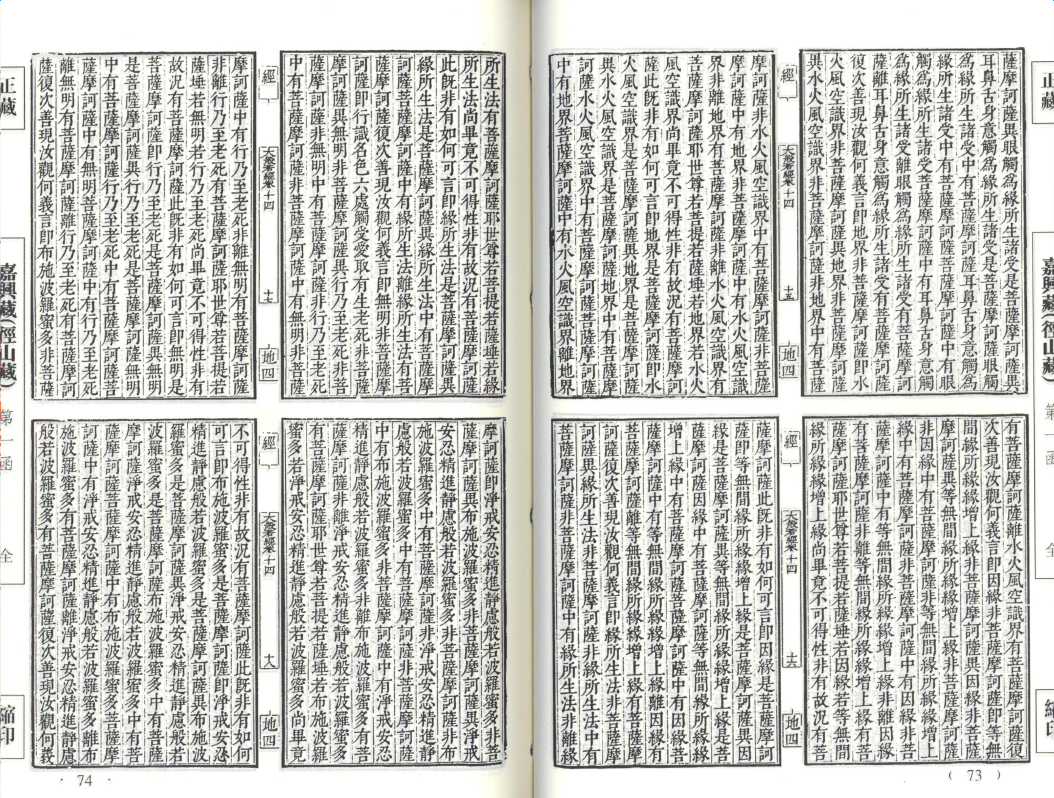 正藏
嘉興藏(徑山藏)
第一函
全
縮印
薩摩訶薩異眼觸爲緣所生諸受是菩薩摩訶薩異
耳鼻舌身意觸爲緣所生諸受是菩薩摩訶薩眼觸
爲緣所生諸受中有菩薩摩訶薩耳鼻舌身意觸爲
緣所生諸受中有菩薩摩訶薩菩薩摩訶薩中有眼
觸爲緣所生諸受菩薩摩訶薩中有耳鼻舌身意觸
爲緣所生諸受離眼觸爲緣所生諸受有菩薩摩訶
薩離耳鼻舌身意觸爲緣所生諸受有菩薩摩訶薩
復次善現汝觀何義言即地界非菩薩摩訶薩即水
火風空識界非菩薩摩訶薩異地界非菩薩摩訶薩
異水火風空識界非菩薩摩訶薩非地界中有菩薩
經 大般若經卷十四 十五 地四
摩訶薩非水火風空識界中有菩薩摩訶薩非菩薩
摩訶薩中有地界非菩薩摩訶薩中有水火風空識
界非離地界有菩薩摩訶薩非離水火風空識界有
菩薩摩訶薩耶世尊若菩提若薩埵若地界若水火
風空識界尚畢竟不可得性非有故況有菩薩摩訶
薩此既非有如何可言即地界是菩薩摩訶薩即水
火風空識界是菩薩摩訶薩異地界是菩薩摩訶薩
異水火風空識界是菩薩摩訶薩地界中有菩薩摩
訶薩水火風空識界中有菩薩摩訶薩菩薩摩訶薩
中有地界菩薩摩訶薩中有水火風空識界離地界
有菩薩摩訶薩離水火風空識界有菩薩摩訶薩復
次善現汝觀何義言即因緣非菩薩摩訶薩即等無
間緣所緣緣增上緣非菩薩摩訶薩異因緣非菩薩
摩訶薩異等無間緣所緣緣增上緣非菩薩摩訶薩
非因緣中有菩薩摩訶薩非等無間緣所緣緣增上
緣中有菩薩摩訶薩非菩薩摩訶薩中有因緣非菩
薩摩訶薩中有等無間緣所緣緣增上緣非離因緣
有菩薩摩訶薩非離等無間緣所緣緣增上緣有菩
薩摩訶薩耶世尊若菩提若薩埵若因緣若等無間
緣所緣緣增上緣尚畢竟不可得性非有故況有菩
經 大般若經卷十四 十六 地四
薩摩訶薩此既非有如何可言即因緣是菩薩摩訶
薩即等無間緣所緣緣增上緣是菩薩摩訶薩異因
緣是菩薩摩訶薩異等無間緣所緣緣增上緣是菩
薩摩訶薩因緣中有菩薩摩訶薩等無間緣所緣緣
增上緣中有菩薩摩訶薩菩薩摩訶薩中有因緣菩
薩摩訶薩中有等無間緣所緣緣增上緣離因緣有
菩薩摩訶薩離等無間緣所緣緣增上緣有菩薩摩
訶薩復次善現汝觀何義言即緣所生法非菩薩摩
訶薩異緣所生法非菩薩摩訶薩非緣所生法中有
菩薩摩訶薩非菩薩摩訶薩中有緣所生法非離緣
( 73 )
所生法有菩薩摩訶薩耶世尊若菩提若薩埵若緣
所生法尚畢竟不可得性非有故況有菩薩摩訶薩
此既非有如何可言即緣所生法是菩薩摩訶薩異
緣所生法是菩薩摩訶薩緣所生法中有菩薩摩訶
薩菩薩摩訶薩中有緣所生法離緣所生法有菩薩
摩訶薩復次善現汝觀何義言即無明非菩薩摩
訶薩即行識名色六處觸受愛取有生老死非菩薩
摩訶薩異無明非菩薩摩訶薩異行乃至老死非菩
薩摩訶薩非無明中有菩薩摩訶薩非行乃至老死
中有菩薩摩訶薩非菩薩摩訶薩中有無明非菩薩
經 大般若經卷十四 十七 地四
摩訶薩中有行乃至老死非離無明有菩薩摩訶薩
非離行乃至老死有菩薩摩訶薩耶世尊若菩提若
薩埵若無明若行乃至老死尚畢竟不可得性非有
故況有菩薩摩訶薩此既非有如何可言即無明是
菩薩摩訶薩即行乃至老死是菩薩摩訶薩異無明
是菩薩摩訶薩異行乃至老死是菩薩摩訶薩無明
中有菩薩摩訶薩行乃至老死中有菩薩摩訶薩菩
薩摩訶薩中有無明菩薩摩訶薩中有行乃至老死
離無明有菩薩摩訶薩離行乃至老死有菩薩摩訶
薩復次善現汝觀何義言即布施波羅蜜多非菩薩
摩訶薩即淨戒安忍精進靜慮般若波羅蜜多非菩
薩摩訶薩異布施波羅蜜多非菩薩摩訶薩異淨戒
安忍精進靜慮般若波羅蜜多非菩薩摩訶薩非布
施波羅蜜多中有菩薩摩訶薩非淨戒安忍精進靜
慮般若波羅蜜多中有菩薩摩訶薩非菩薩摩訶薩
中有布施波羅蜜多非菩薩摩訶薩中有淨戒安忍
精進靜慮般若波羅蜜多非離布施波羅蜜多有菩
薩摩訶薩非離淨戒安忍精進靜慮般若波羅蜜多
有菩薩摩訶薩耶世尊若菩提若薩埵若布施波羅
蜜多若淨戒安忍精進靜慮般若波羅蜜多尚畢竟
經 大般若經卷十四 十八 地四
不可得性非有故況有菩薩摩訶薩此既非有如何
可言即布施波羅蜜多是菩薩摩訶薩即淨戒安忍
精進靜慮般若波羅蜜多是菩薩摩訶薩異布施波
羅蜜多是菩薩摩訶薩異淨戒安忍精進靜慮般若
波羅蜜多是菩薩摩訶薩布施波羅蜜多中有菩薩
摩訶薩淨戒安忍精進靜慮般若波羅蜜多中有菩
薩摩訶薩菩薩摩訶薩中有布施波羅蜜多菩薩摩
訶薩中有淨戒安忍精進靜慮般若波羅蜜多離布
施波羅蜜多有菩薩摩訶薩離淨戒安忍精進靜慮
般若波羅蜜多有菩薩摩訶薩復次善現汝觀何義
· 74 ·
正藏
嘉興藏(徑山藏)
第一函
全
縮印